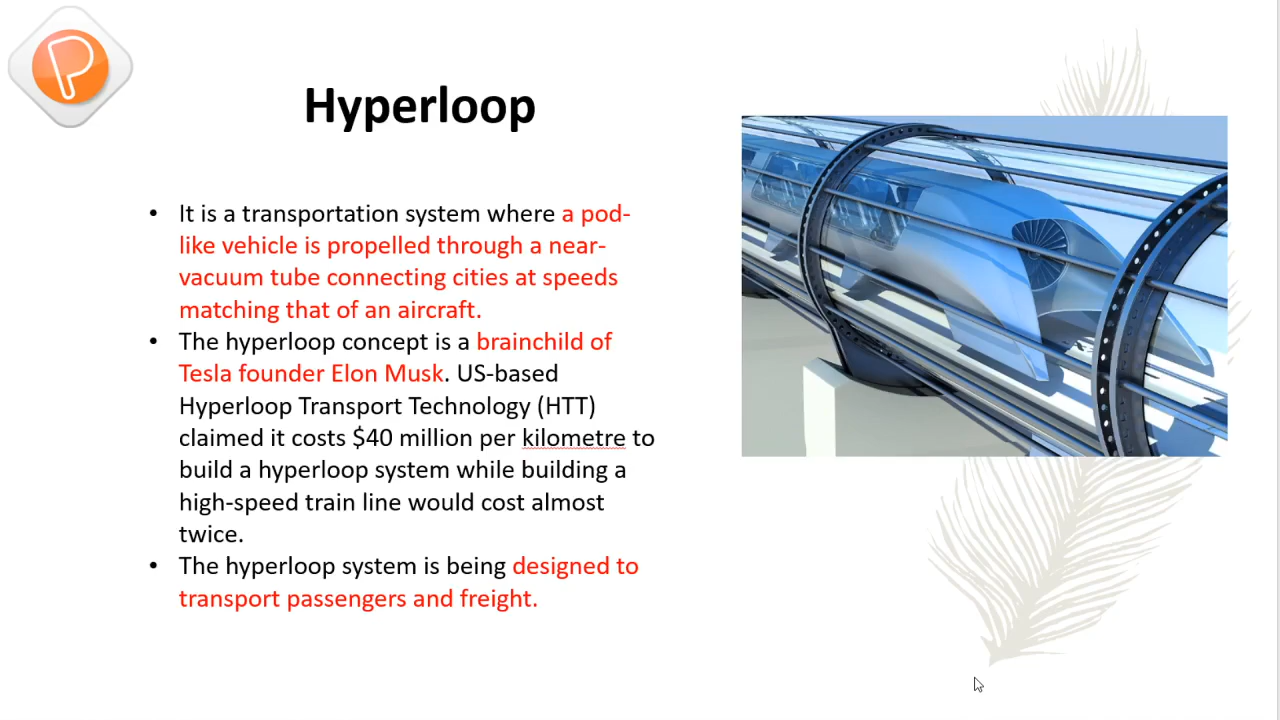 P
Hyperloop
• It is a transportation system where a pod-
like vehicle is propelled through a near-
vacuum tube connecting cities at speeds
matching that of an aircraft.
• The hyperloop concept is a brainchild of
Tesla founder Elon Musk. US-based
Hyperloop Transport Technology (HTT)
claimed it costs $40 million per kilometre to
build a hyperloop system while building a
high-speed train line would cost almost
twice.
• The hyperloop system is being designed to
transport passengers and freight.